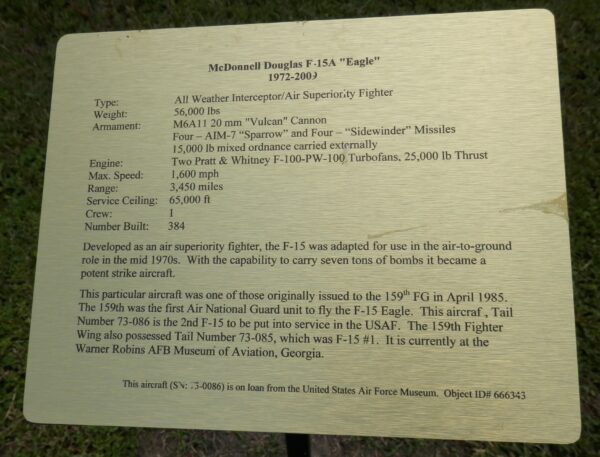 McDonnell Douglas F-15A "Eagle"
1972-2009
Type: All Weather Interceptor/Air Superiority Fighter
Weight: 56,000 lbs
Armament: M6A11 20 mm "Vulcan" Cannon
Four – AIM-7 "Sparrow" and Four – "Sidewinder" Missiles
15,000 lb mixed ordnance carried externally
Engine: Two Pratt & Whitney F-100-PW-100 Turbofans, 25,000 lb Thrust
Max. Speed: 1,600 mph
Range: 3,450 miles
Service Ceiling: 65,000 ft
Crew: 1
Number Built: 384
Developed as an air superiority fighter, the F-15 was adapted for use in the air-to-ground
role in the mid 1970s. With the capability to carry seven tons of bombs it became a
potent strike aircraft.
This particular aircraft was one of those originally issued to the 159th FG in April 1985.
The 159th was the first Air National Guard unit to fly the F-15 Eagle. This aircraf , Tail
Number 73-086 is the 2nd F-15 to be put into service in the USAF. The 159th Fighter
Wing also possessed Tail Number 73-085, which was F-15 #1. It is currently at the
Warner Robins AFB Museum of Aviation, Georgia.
This aircraft (SN: 73-0086) is on loan from the United States Air Force Museum. Object ID# 666343